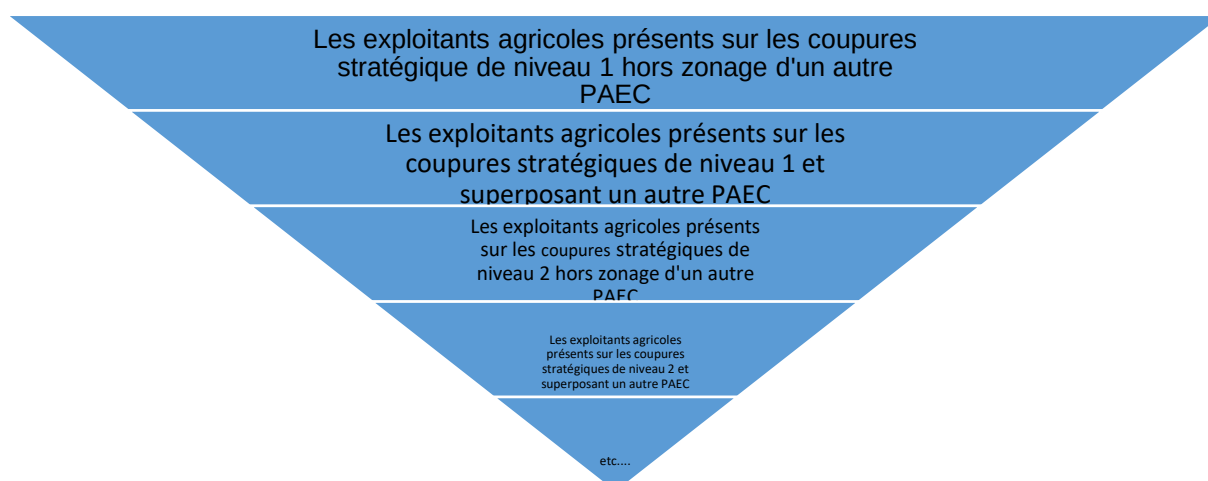 Les exploitants agricoles présents sur les coupures
stratégique de niveau 1 hors zonage d'un autre
PAEC
Les exploitants agricoles présents sur les
coupures stratégiques de niveau 1 et
superposant un autre PAEC
Les exploitants agricoles présents
sur les coupures stratégiques de
niveau 2 hors zonage d'un autre
PAEC
Les exploitants agricoles
présents sur les coupures
stratégiques de niveau 2 et
superposant un autre PAEC
etc....